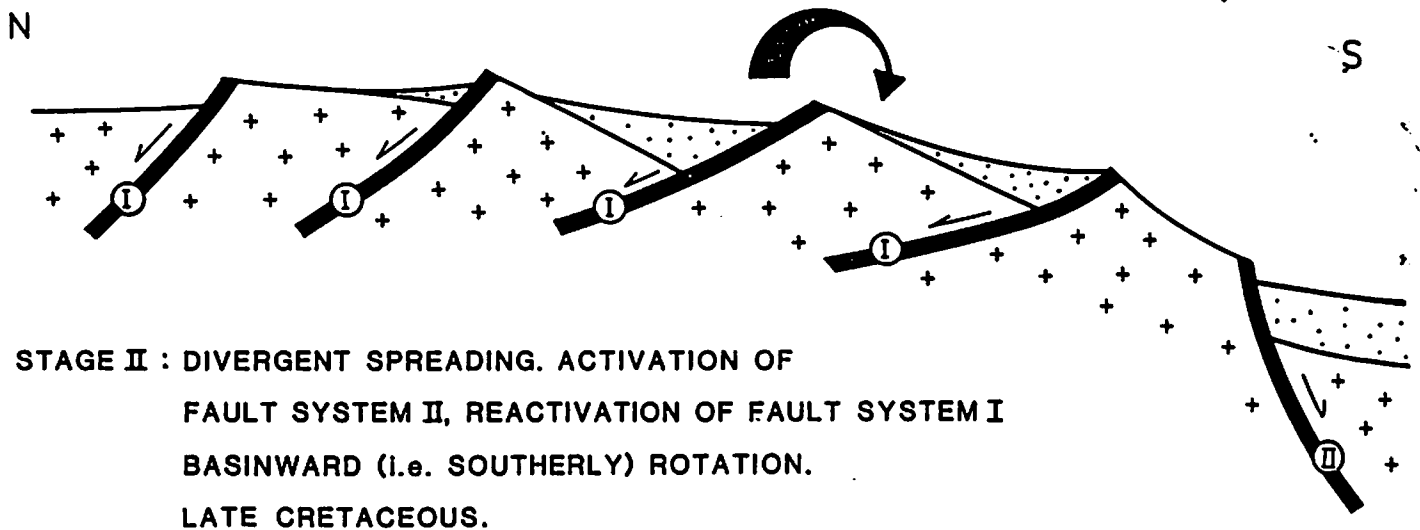 N
S
I
I
I
I
II
STAGE II : DIVERGENT SPREADING. ACTIVATION OF
FAULT SYSTEM II, REACTIVATION OF FAULT SYSTEM I
BASINWARD (i.e. SOUTHERLY) ROTATION.
LATE CRETACEOUS.